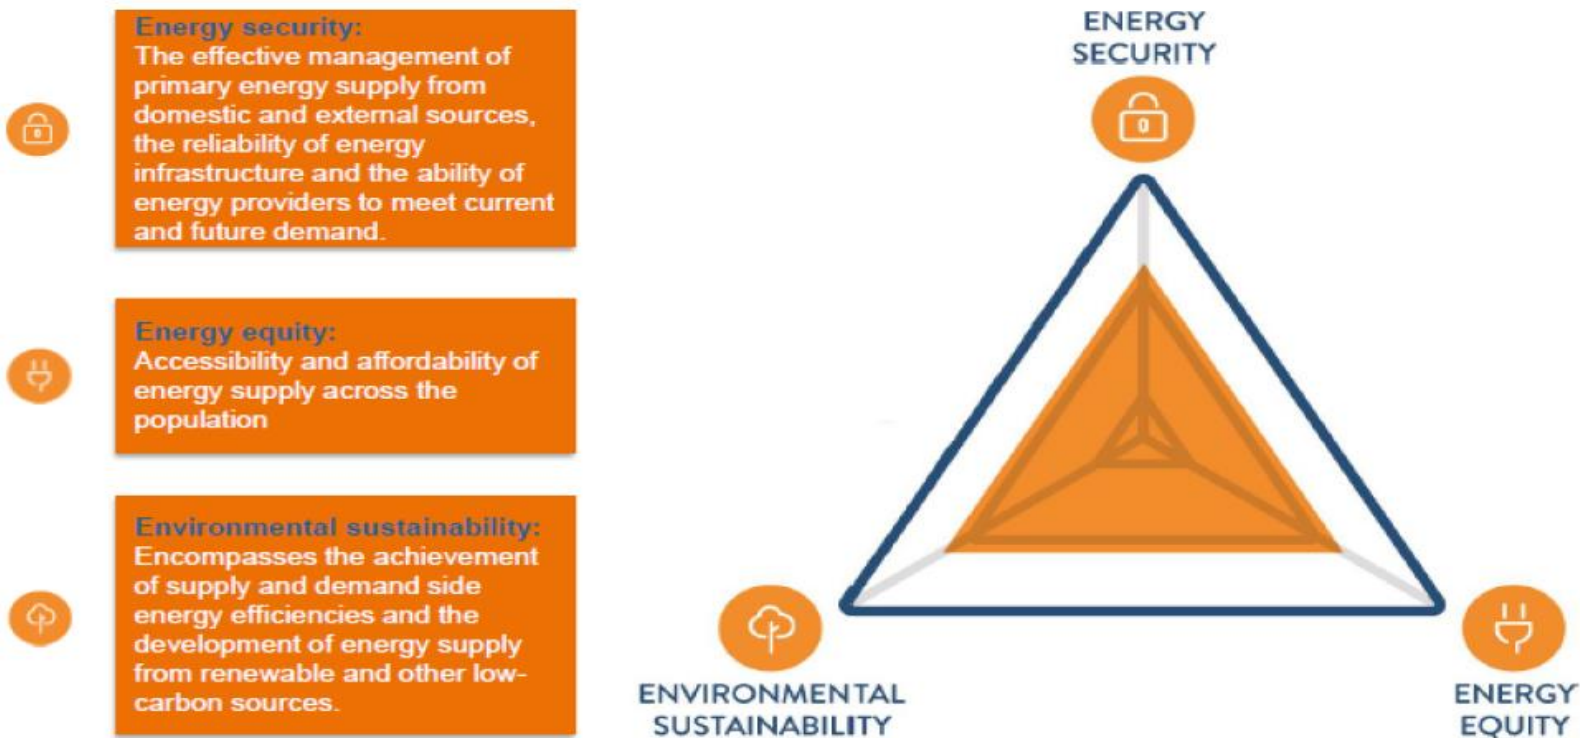 Energy security:
The effective management of
primary energy supply from
domestic and external sources,
the reliability of energy
infrastructure and the ability of
energy providers to meet current
and future demand.
Energy equity:
Accessibility and affordability of
energy supply across the
population
Environmental sustainability:
Encompasses the achievement
of supply and demand side
energy efficiencies and the
development of energy supply
from renewable and other low-
carbon sources.
ENERGY
SECURITY
ENVIRONMENTAL
SUSTAINABILITY
ENERGY
EQUITY